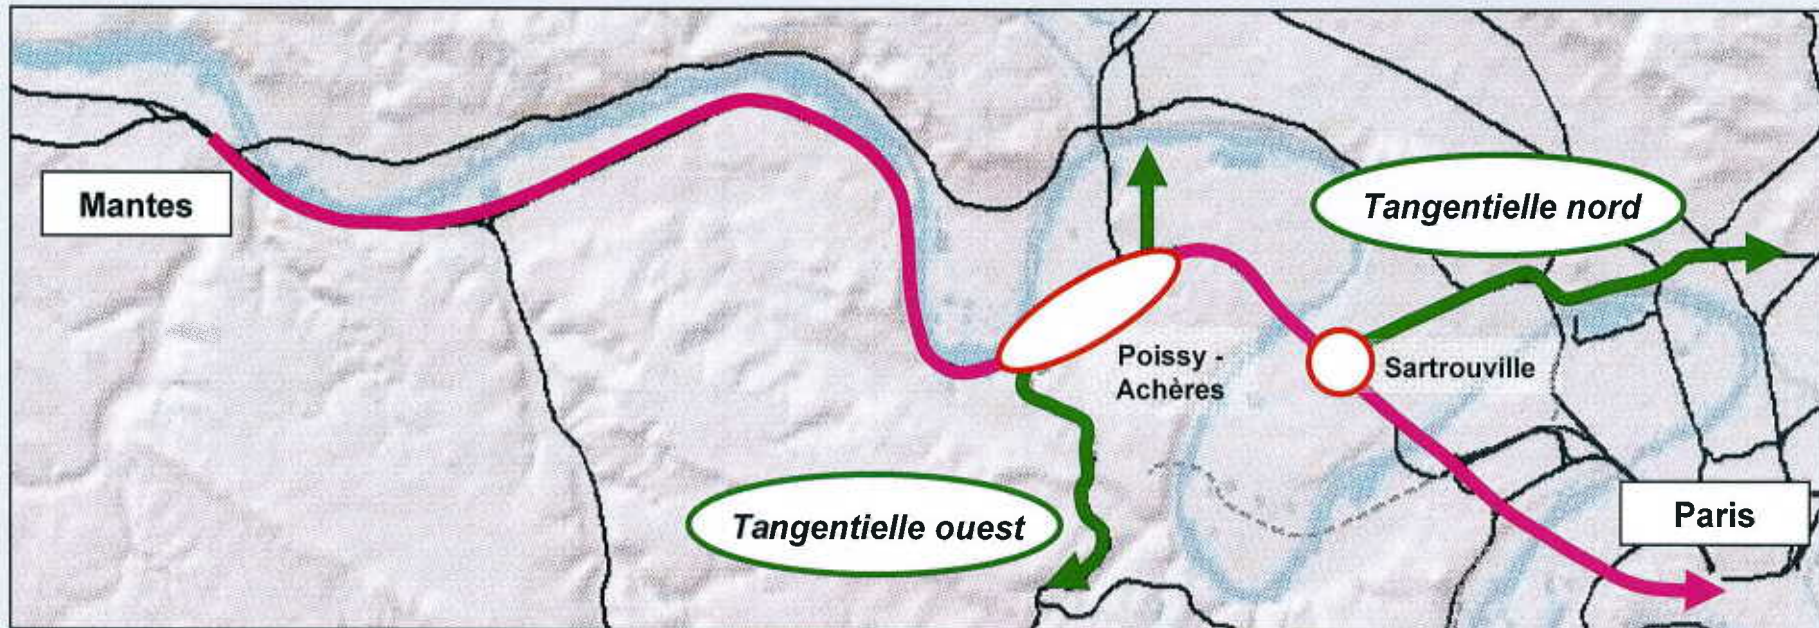 Mantes
Tangentielle nord
Poissy -
Achères
Sartrouville
Tangentielle ouest
Paris